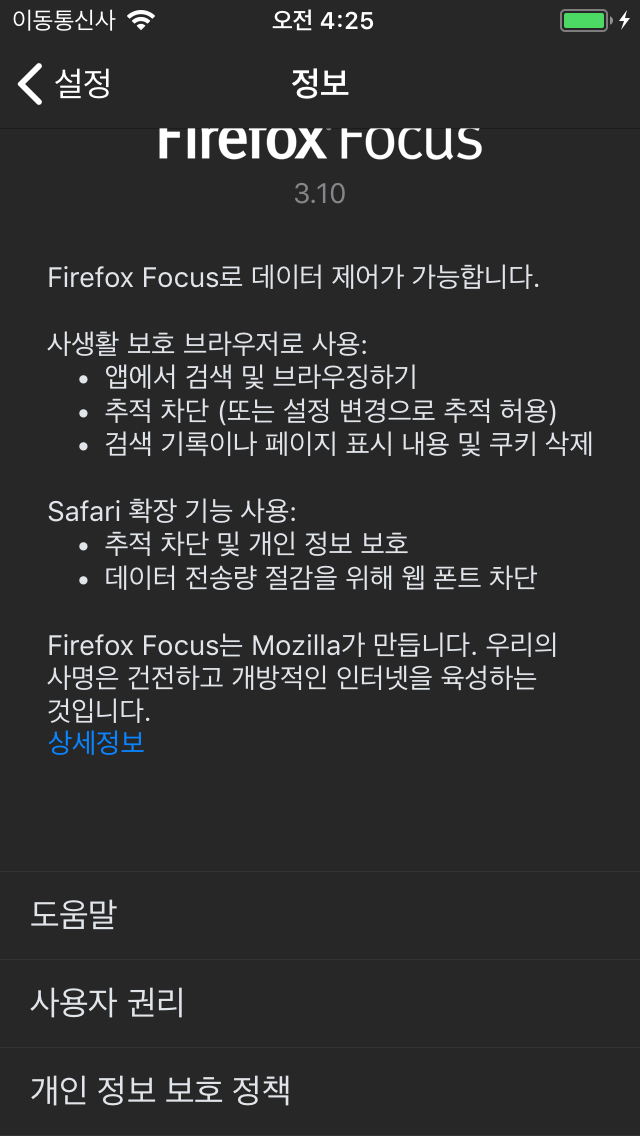 이동통신사
오전 4:25
설정
정보
Firefox Focus
3.10
Firefox Focus로 데이터 제어가 가능합니다.
사생활 보호 브라우저로 사용:
• 앱에서 검색 및 브라우징하기
• 추적 차단 (또는 설정 변경으로 추적 허용)
• 검색 기록이나 페이지 표시 내용 및 쿠키 삭제
Safari 확장 기능 사용:
• 추적 차단 및 개인 정보 보호
• 데이터 전송량 절감을 위해 웹 폰트 차단
Firefox Focus는 Mozilla가 만듭니다. 우리의
사명은 건전하고 개방적인 인터넷을 육성하는
것입니다.
상세정보
도움말
사용자 권리
개인 정보 보호 정책